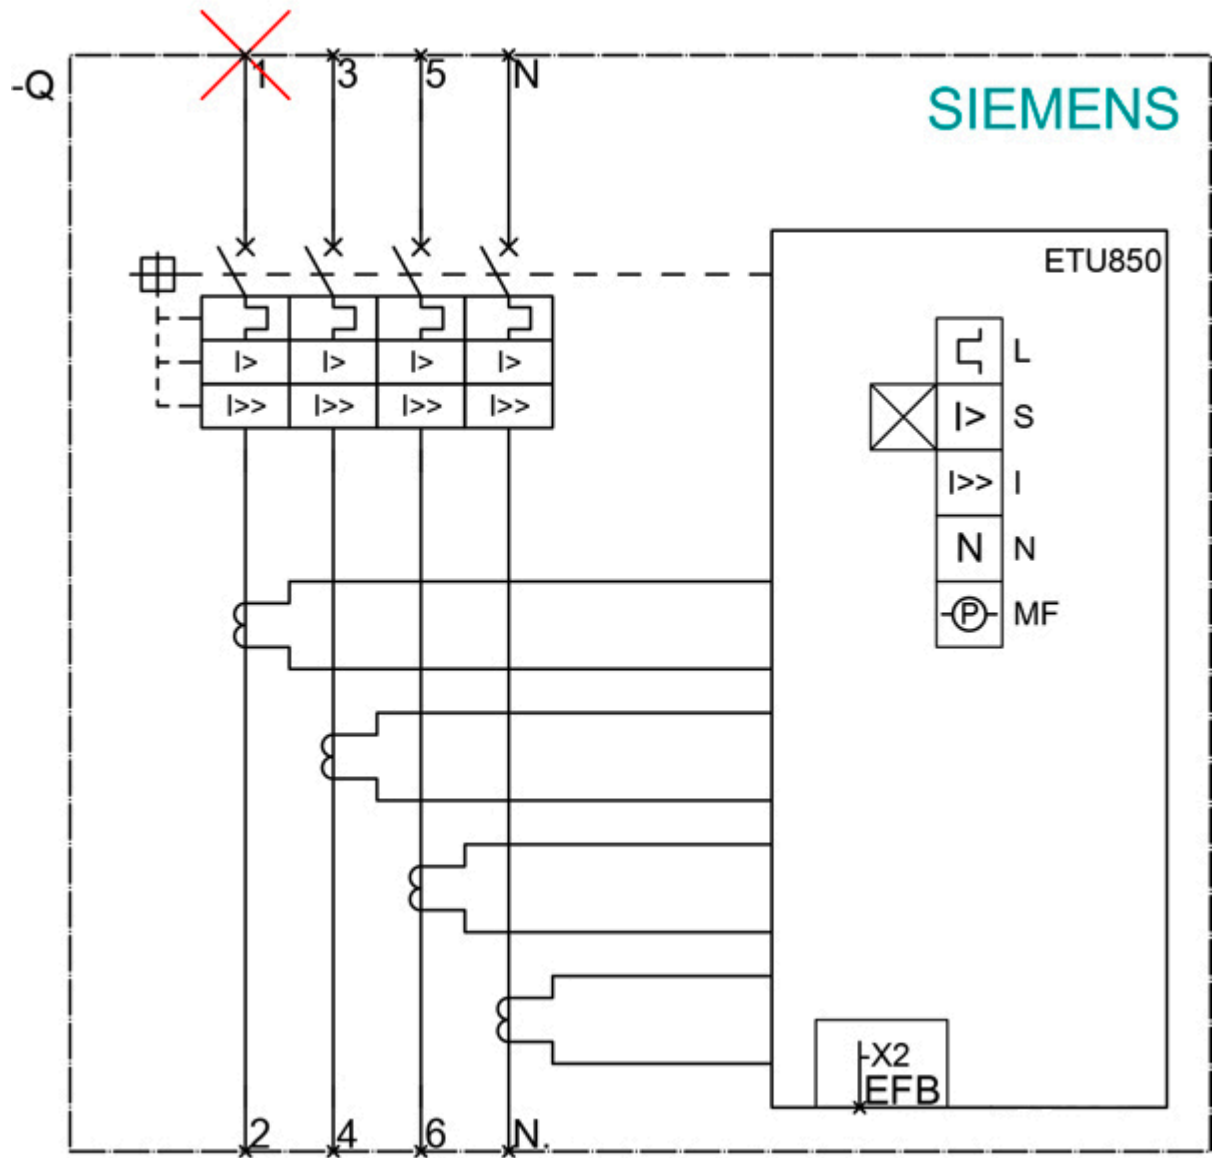 -Q
1 3 5 N
SIEMENS
ETU850
L
I> I> I> I> I> S
I>> I>> I>> I>> I>> I
N N
P MF
-X2
EFB
2 4 6 N.